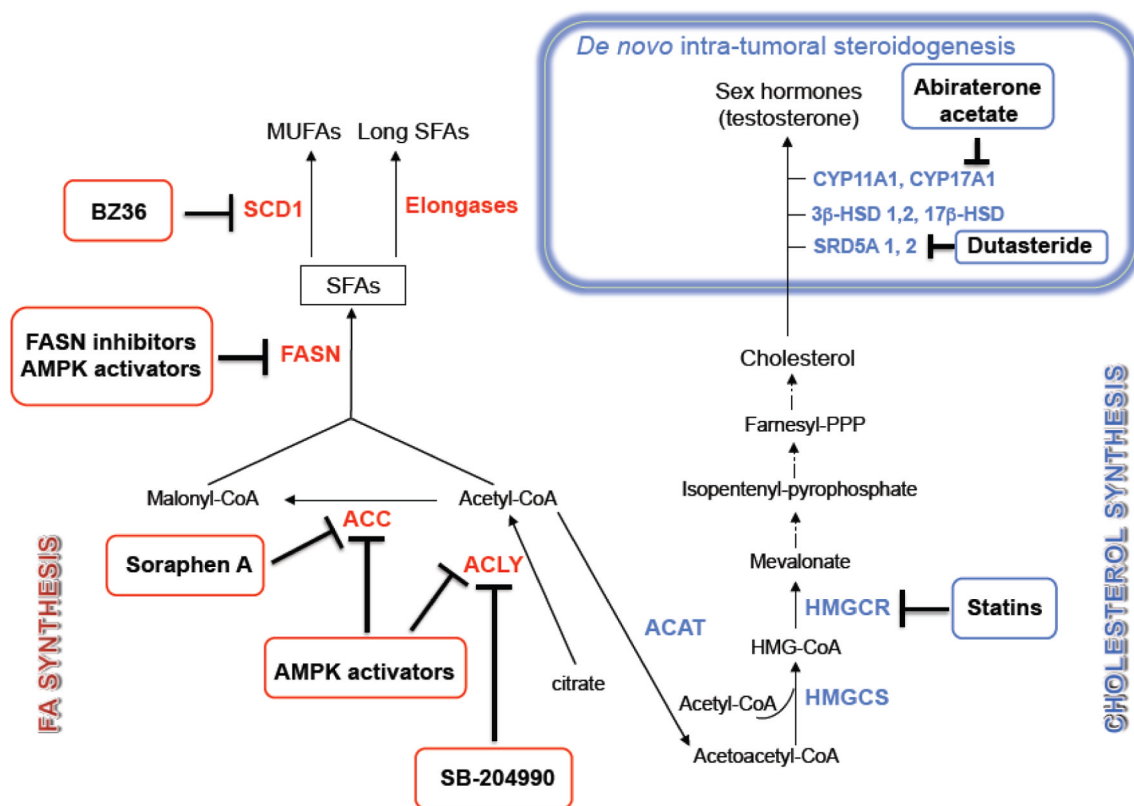 De novo intra-tumoral steroidogenesis
Sex hormones
(testosterone)
Abiraterone
acetate
CYP11A1, CYP17A1
3β-HSD 1,2, 17β-HSD
SRD5A 1, 2
Dutasteride
MUFAs
Long SFAs
BZ36
SCD1
Elongases
SFAs
FASN inhibitors
AMPK activators
FASN
Cholesterol
Farnesyl-PPP
Isopentenyl-pyrophosphate
Malonyl-CoA
Acetyl-CoA
ACC
Soraphen A
ACLY
Mevalonate
HMGCR
Statins
ACAT
HMG-CoA
AMPK activators
citrate
Acetyl-CoA
HMGCS
Acetoacetyl-CoA
SB-204990
FA SYNTHESIS
CHOLESTEROL SYNTHESIS